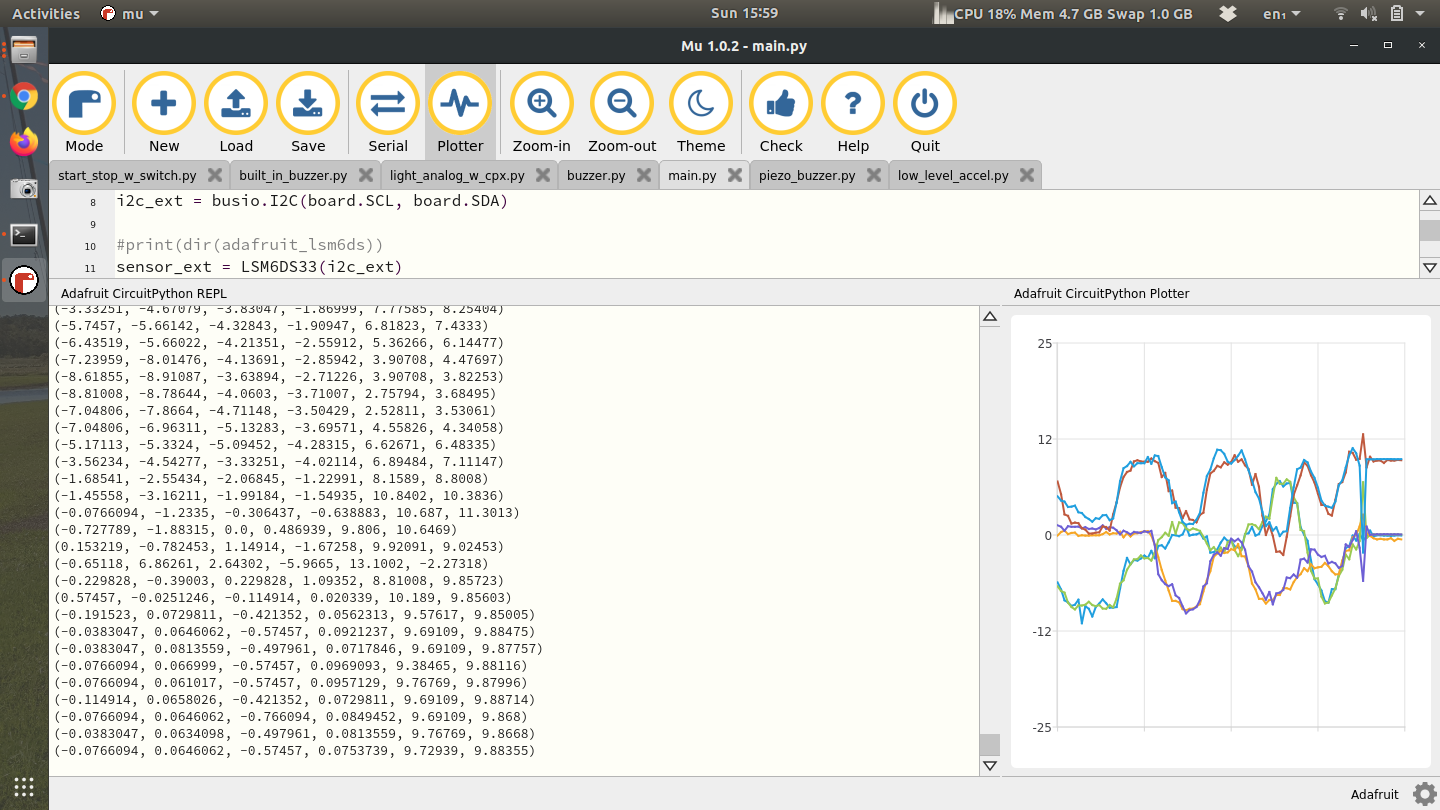 Activities mu Sun 15:59 CPU 18% Mem 4.7 GB Swap 1.0 GB en₁
Mu 1.0.2 - main.py
Mode New Load Save Serial Plotter Zoom-in Zoom-out Theme Check Help Quit
start_stop_w_switch.py built_in_buzzer.py light_analog_w_cpx.py buzzer.py main.py piezo_buzzer.py low_level_accel.py
8 i2c_ext = busio.I2C(board.SCL, board.SDA)
9
10 #print(dir(adafruit_lsm6ds))
11 sensor_ext = LSM6DS33(i2c_ext)
Adafruit CircuitPython REPL
(-3.33251, -4.67079, -3.83047, -1.86999, 7.77585, 8.25404)
(-5.7457, -5.66142, -4.32843, -1.90947, 6.81823, 7.4333)
(-6.43519, -5.66022, -4.21351, -2.55912, 5.36266, 6.14477)
(-7.23959, -8.01476, -4.13691, -2.85942, 3.90708, 4.47697)
(-8.61855, -8.91087, -3.63894, -2.71226, 3.90708, 3.82253)
(-8.81008, -8.78644, -4.0603, -3.71007, 2.75794, 3.68495)
(-7.04806, -7.8664, -4.71148, -3.50429, 2.52811, 3.53061)
(-7.04806, -6.96311, -5.13283, -3.69571, 4.55826, 4.34058)
(-5.17113, -5.3324, -5.09452, -4.28315, 6.62671, 6.48335)
(-3.56234, -4.54277, -3.33251, -4.02114, 6.89484, 7.11147)
(-1.68541, -2.55434, -2.06845, -1.22991, 8.1589, 8.8008)
(-1.45558, -3.16211, -1.99184, -1.54935, 10.8402, 10.3836)
(-0.0766094, -1.2335, -0.306437, -0.638883, 10.687, 11.3013)
(-0.727789, -1.88315, 0.0, 0.486939, 9.806, 10.6469)
(0.153219, -0.782453, 1.14914, -1.67258, 9.92091, 9.02453)
(-0.65118, 6.86261, 2.64302, -5.9665, 13.1002, -2.27318)
(-0.229828, -0.39003, 0.229828, 1.09352, 8.81008, 9.85723)
(0.57457, -0.0251246, -0.114914, 0.020339, 10.189, 9.85603)
(-0.191523, 0.0729811, -0.421352, 0.0562313, 9.57617, 9.85005)
(-0.0383047, 0.0646062, -0.57457, 0.0921237, 9.69109, 9.88475)
(-0.0383047, 0.0813559, -0.497961, 0.0717846, 9.69109, 9.87757)
(-0.0766094, 0.066999, -0.57457, 0.0969093, 9.38465, 9.88116)
(-0.0766094, 0.061017, -0.57457, 0.0957129, 9.76769, 9.87996)
(-0.114914, 0.0658026, -0.421352, 0.0729811, 9.69109, 9.88714)
(-0.0766094, 0.0646062, -0.766094, 0.0849452, 9.69109, 9.868)
(-0.0383047, 0.0634098, -0.497961, 0.0813559, 9.76769, 9.8668)
(-0.0766094, 0.0646062, -0.57457, 0.0753739, 9.72939, 9.88355)
Adafruit CircuitPython Plotter
25
12
0
-12
-25
Adafruit